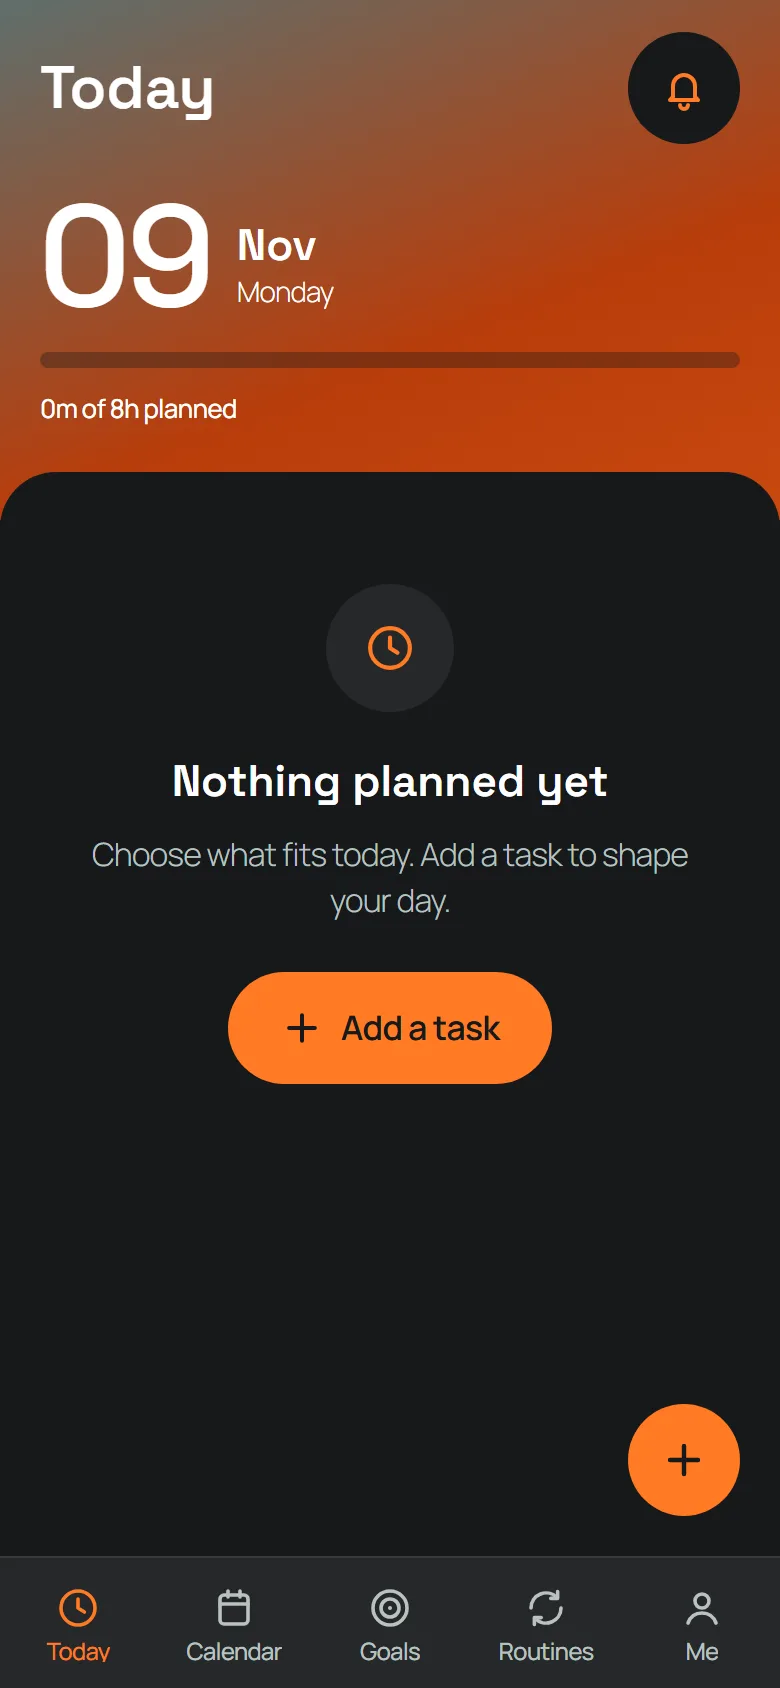 Today
09
Nov
Monday
0m of 8h planned
Nothing planned yet
Choose what fits today. Add a task to shape
your day.
Add a task
Today
Calendar
Goals
Routines
Me